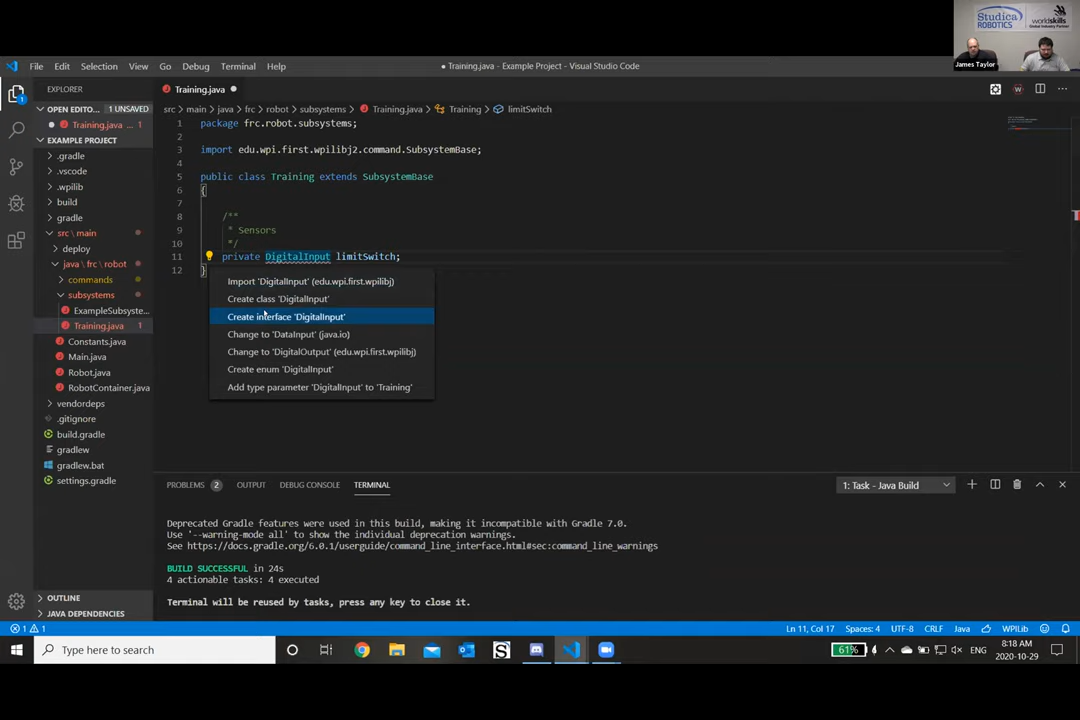 Studica
ROBOTICS
worldskills
Global Industry Partner
James Taylor
File Edit Selection View Go Debug Terminal Help
● Training.java - Example Project - Visual Studio Code
EXPLORER
Training.java ●
OPEN EDITO... 1 UNSAVED
● Training.java ... 1
EXAMPLE PROJECT
.gradle
.vscode
.wpilib
build
gradle
src \ main
deploy
java \ frc \ robot
commands
subsystems
ExampleSubsyste...
Training.java 1
Constants.java
Main.java
Robot.java
RobotContainer.java
vendordeps
.gitignore
build.gradle
gradlew
gradlew.bat
settings.gradle
OUTLINE
JAVA DEPENDENCIES
src > main > java > frc > robot > subsystems > Training.java > Training > limitSwitch
1 package frc.robot.subsystems;
2
3 import edu.wpi.first.wpilibj2.command.SubsystemBase;
4
5 public class Training extends SubsystemBase
6 {
7
8 /**
9 * Sensors
10 */
11 private DigitalInput limitSwitch;
12 }
Import 'DigitalInput' (edu.wpi.first.wpilibj)
Create class 'DigitalInput'
Create interface 'DigitalInput'
Change to 'DataInput' (java.io)
Change to 'DigitalOutput' (edu.wpi.first.wpilibj)
Create enum 'DigitalInput'
Add type parameter 'DigitalInput' to 'Training'
PROBLEMS 2 OUTPUT DEBUG CONSOLE TERMINAL
1: Task - Java Build
Deprecated Gradle features were used in this build, making it incompatible with Gradle 7.0.
Use '--warning-mode all' to show the individual deprecation warnings.
See https://docs.gradle.org/6.0.1/userguide/command_line_interface.html#sec:command_line_warnings
BUILD SUCCESSFUL in 24s
4 actionable tasks: 4 executed
Terminal will be reused by tasks, press any key to close it.
1 1
Ln 11, Col 17 Spaces: 4 UTF-8 CRLF Java WPILib
Type here to search
61%
ENG
8:18 AM
2020-10-29